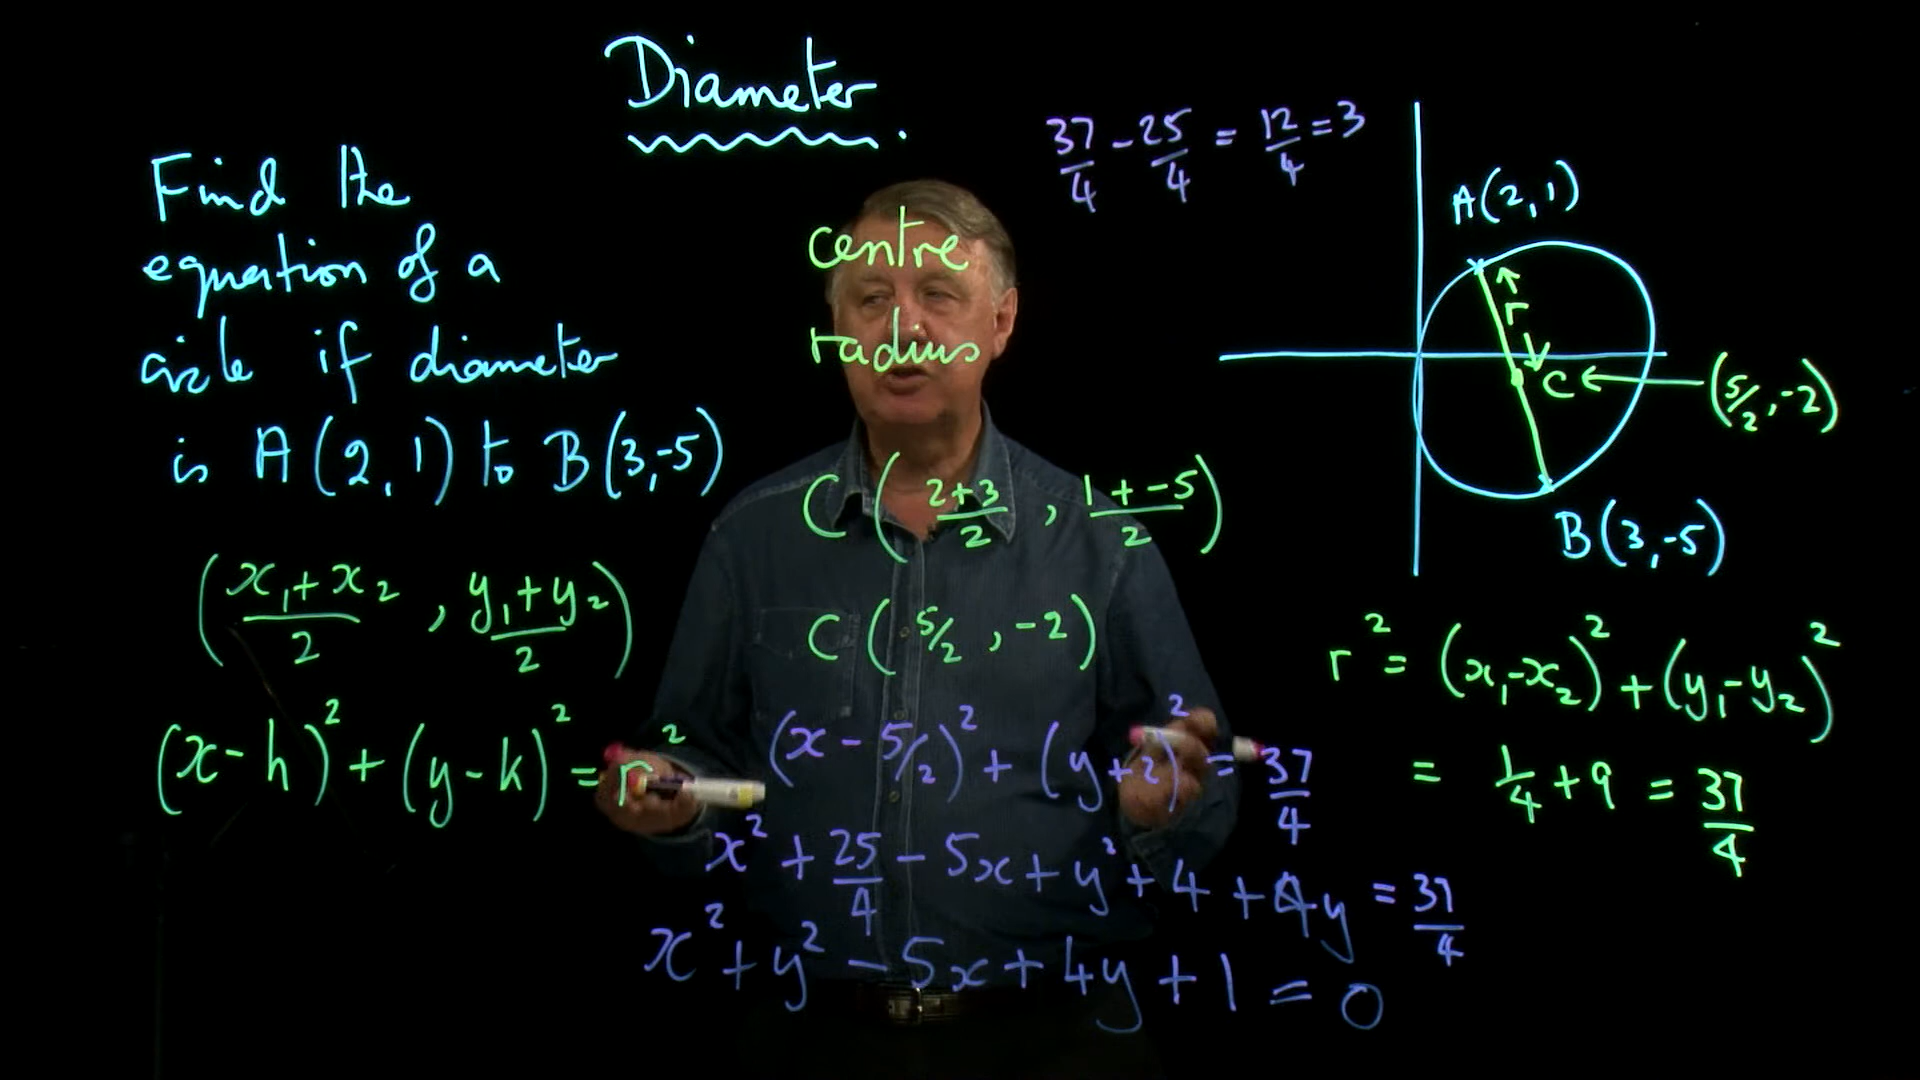 Diameter.
Find the
equation of a
circle if diameter
is A(2,1) to B(3,-5)
(x₁+x₂/2, y₁+y₂/2)
(x-h)² + (y-k)² = r²
37/4 - 25/4 = 12/4 = 3
centre
radius
C(2+3/2, 1+-5/2)
C(5/2, -2)
(x-5/2)² + (y+2)² = 37/4
x² + 25/4 - 5x + y² + 4 + 4y = 37/4
x² + y² - 5x + 4y + 1 = 0
A(2,1)
r
C
(5/2, -2)
B(3,-5)
r² = (x₁-x₂)² + (y₁-y₂)²
= 1/4 + 9 = 37/4